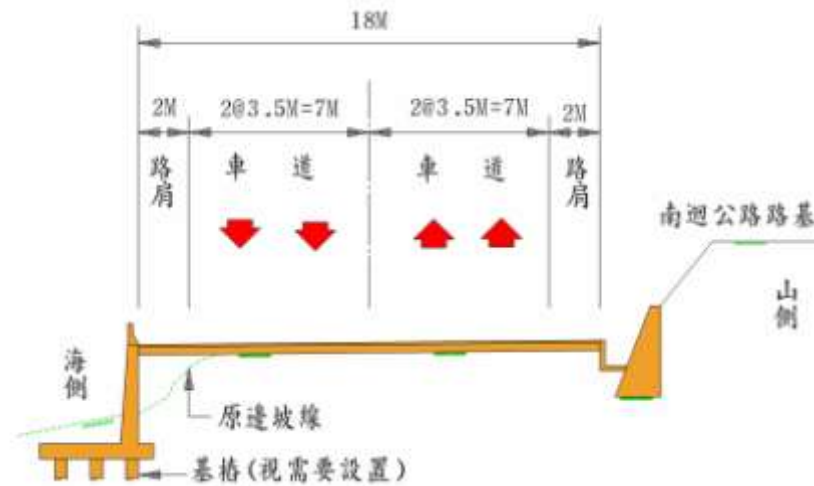 18M
2M
2@3.5M=7M
2@3.5M=7M
2M
路肩
車 道
車 道
路肩
南迴公路路基
山側
海側
原邊坡線
基樁(視需要設置)